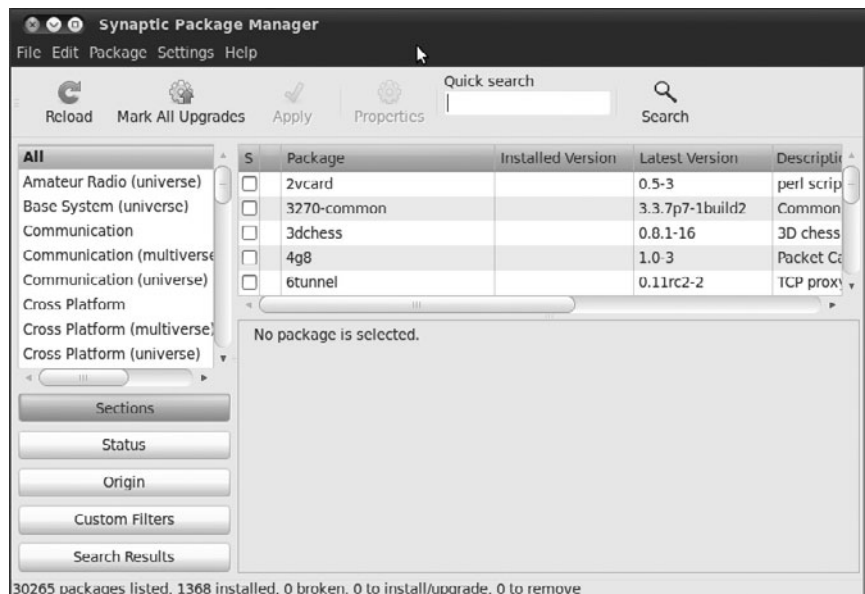 Synaptic Package Manager
File Edit Package Settings Help
Reload
Mark All Upgrades
Apply
Properties
Quick search
Search
All
Amateur Radio (universe)
Base System (universe)
Communication
Communication (multiverse
Communication (universe)
Cross Platform
Cross Platform (multiverse)
Cross Platform (universe)
S Package Installed Version Latest Version Descriptio
2vcard 0.5-3 perl scrip
3270-common 3.3.7p7-1build2 Common
3dchess 0.8.1-16 3D chess
4g8 1.0-3 Packet Ca
6tunnel 0.11rc2-2 TCP proxy
No package is selected.
Sections
Status
Origin
Custom Filters
Search Results
30265 packages listed, 1368 installed, 0 broken, 0 to install/upgrade, 0 to remove